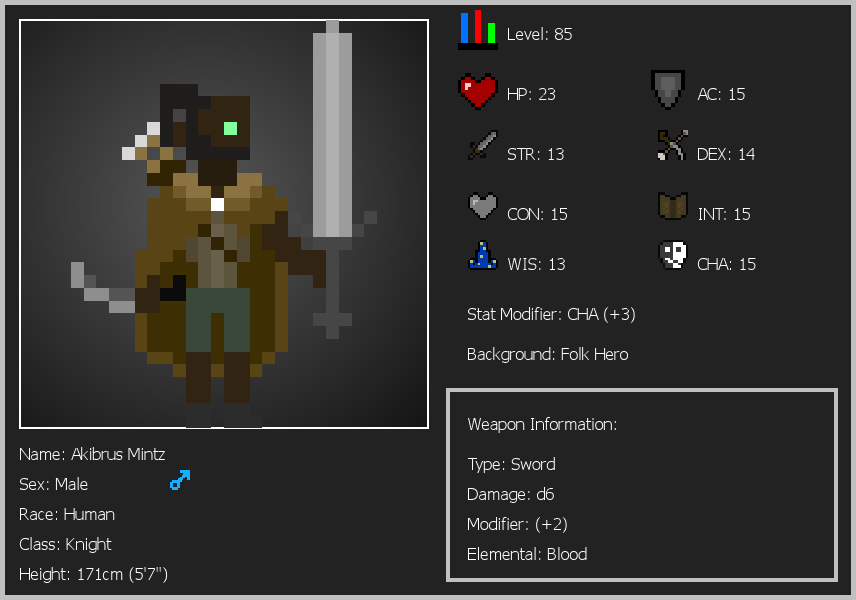 Level: 85
HP: 23
AC: 15
STR: 13
DEX: 14
CON: 15
INT: 15
WIS: 13
CHA: 15
Stat Modifier: CHA (+3)
Background: Folk Hero
Weapon Information:
Type: Sword
Damage: d6
Modifier: (+2)
Elemental: Blood
Name: Akibrus Mintz
Sex: Male
Race: Human
Class: Knight
Height: 171cm (5'7")